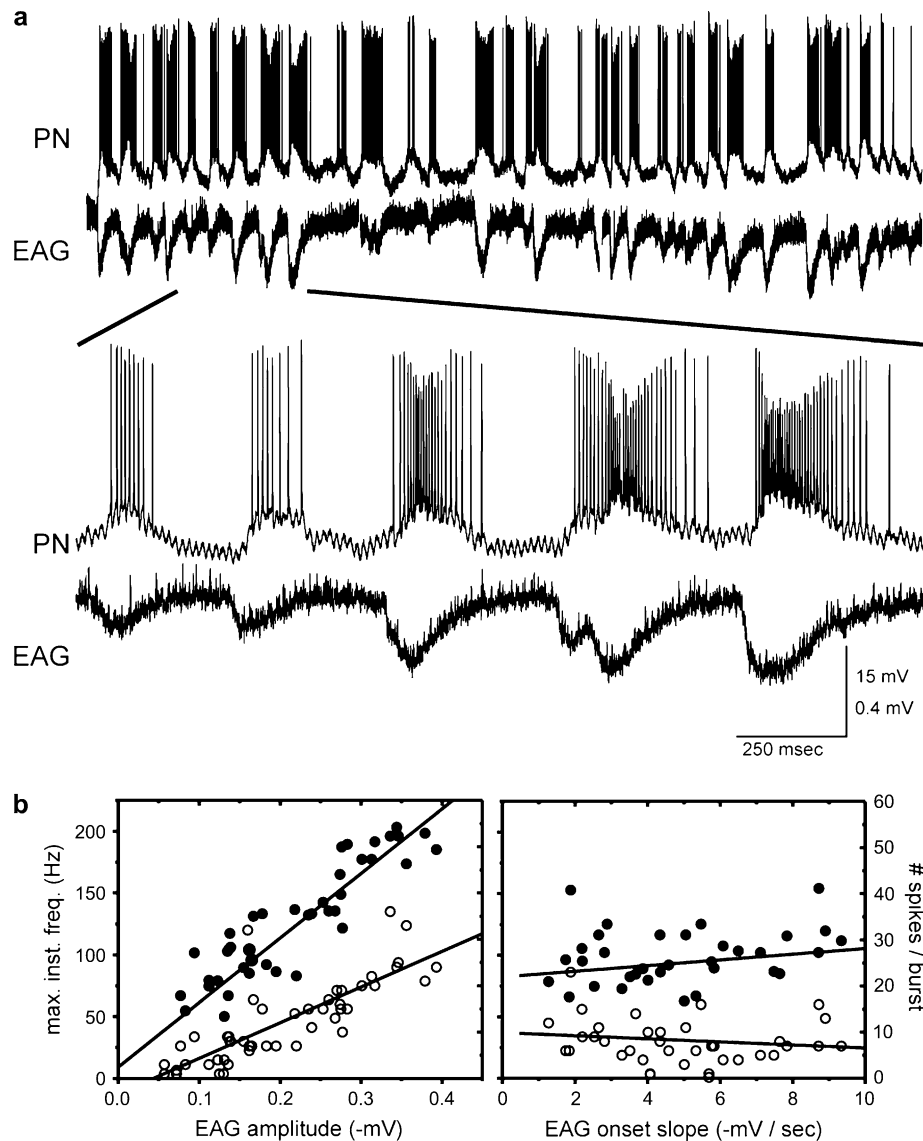 a
PN
EAG
PN
EAG
15 mV
0.4 mV
250 msec
b
max. inst. freq. (Hz)
200
150
100
50
0
0.0 0.1 0.2 0.3 0.4
EAG amplitude (-mV)
0 2 4 6 8 10
EAG onset slope (-mV / sec)
60
50
40
30
20
10
0
# spikes / burst